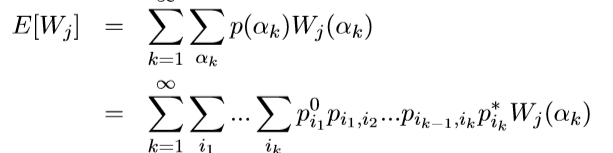 E[W_j] = \sum_{k=1}^{\infty} \sum_{\alpha_k} p(\alpha_k) W_j(\alpha_k)
= \sum_{k=1}^{\infty} \sum_{i_1} ... \sum_{i_k} p^0_{i_1} p_{i_1,i_2} ... p_{i_{k-1},i_k} p^*_{i_k} W_j(\alpha_k)